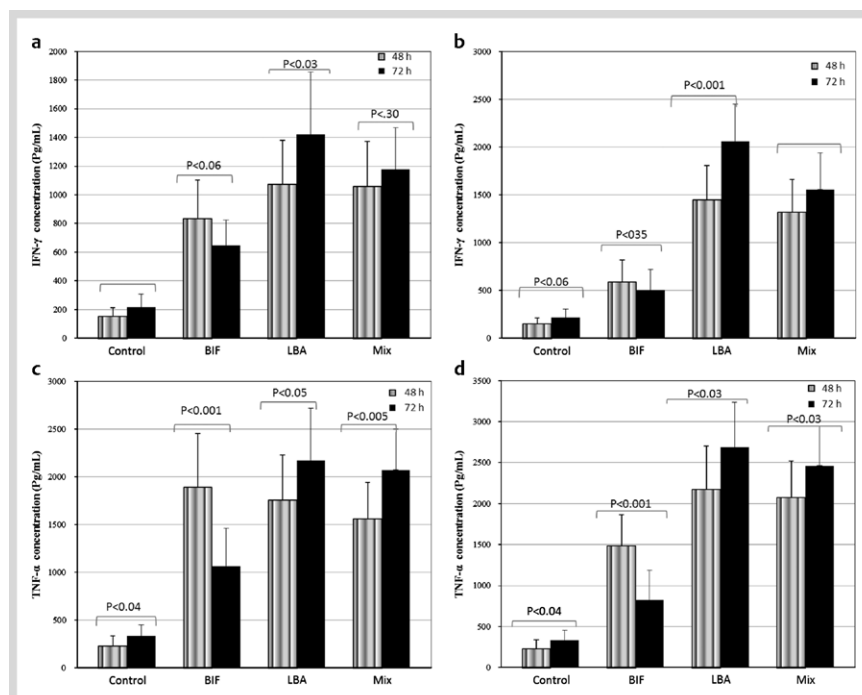 a
2000
1800
1600
1400
1200
1000
800
600
400
200
0
IFN-γ concentration (Pg/mL)
P<0.06
P<0.03
P<.30
48 h
72 h
Control BIF LBA Mix
b
3000
2500
2000
1500
1000
500
0
IFN-γ concentration (Pg/mL)
P<0.06
P<035
P<0.001
48 h
72 h
Control BIF LBA Mix
c
3000
2500
2000
1500
1000
500
0
TNF-α concentration (Pg/mL)
P<0.04
P<0.001
P<0.05
P<0.005
48 h
72 h
Control BIF LBA Mix
d
3500
3000
2500
2000
1500
1000
500
0
TNF-α concentration (Pg/mL)
P<0.04
P<0.001
P<0.03
P<0.03
48 h
72 h
Control BIF LBA Mix